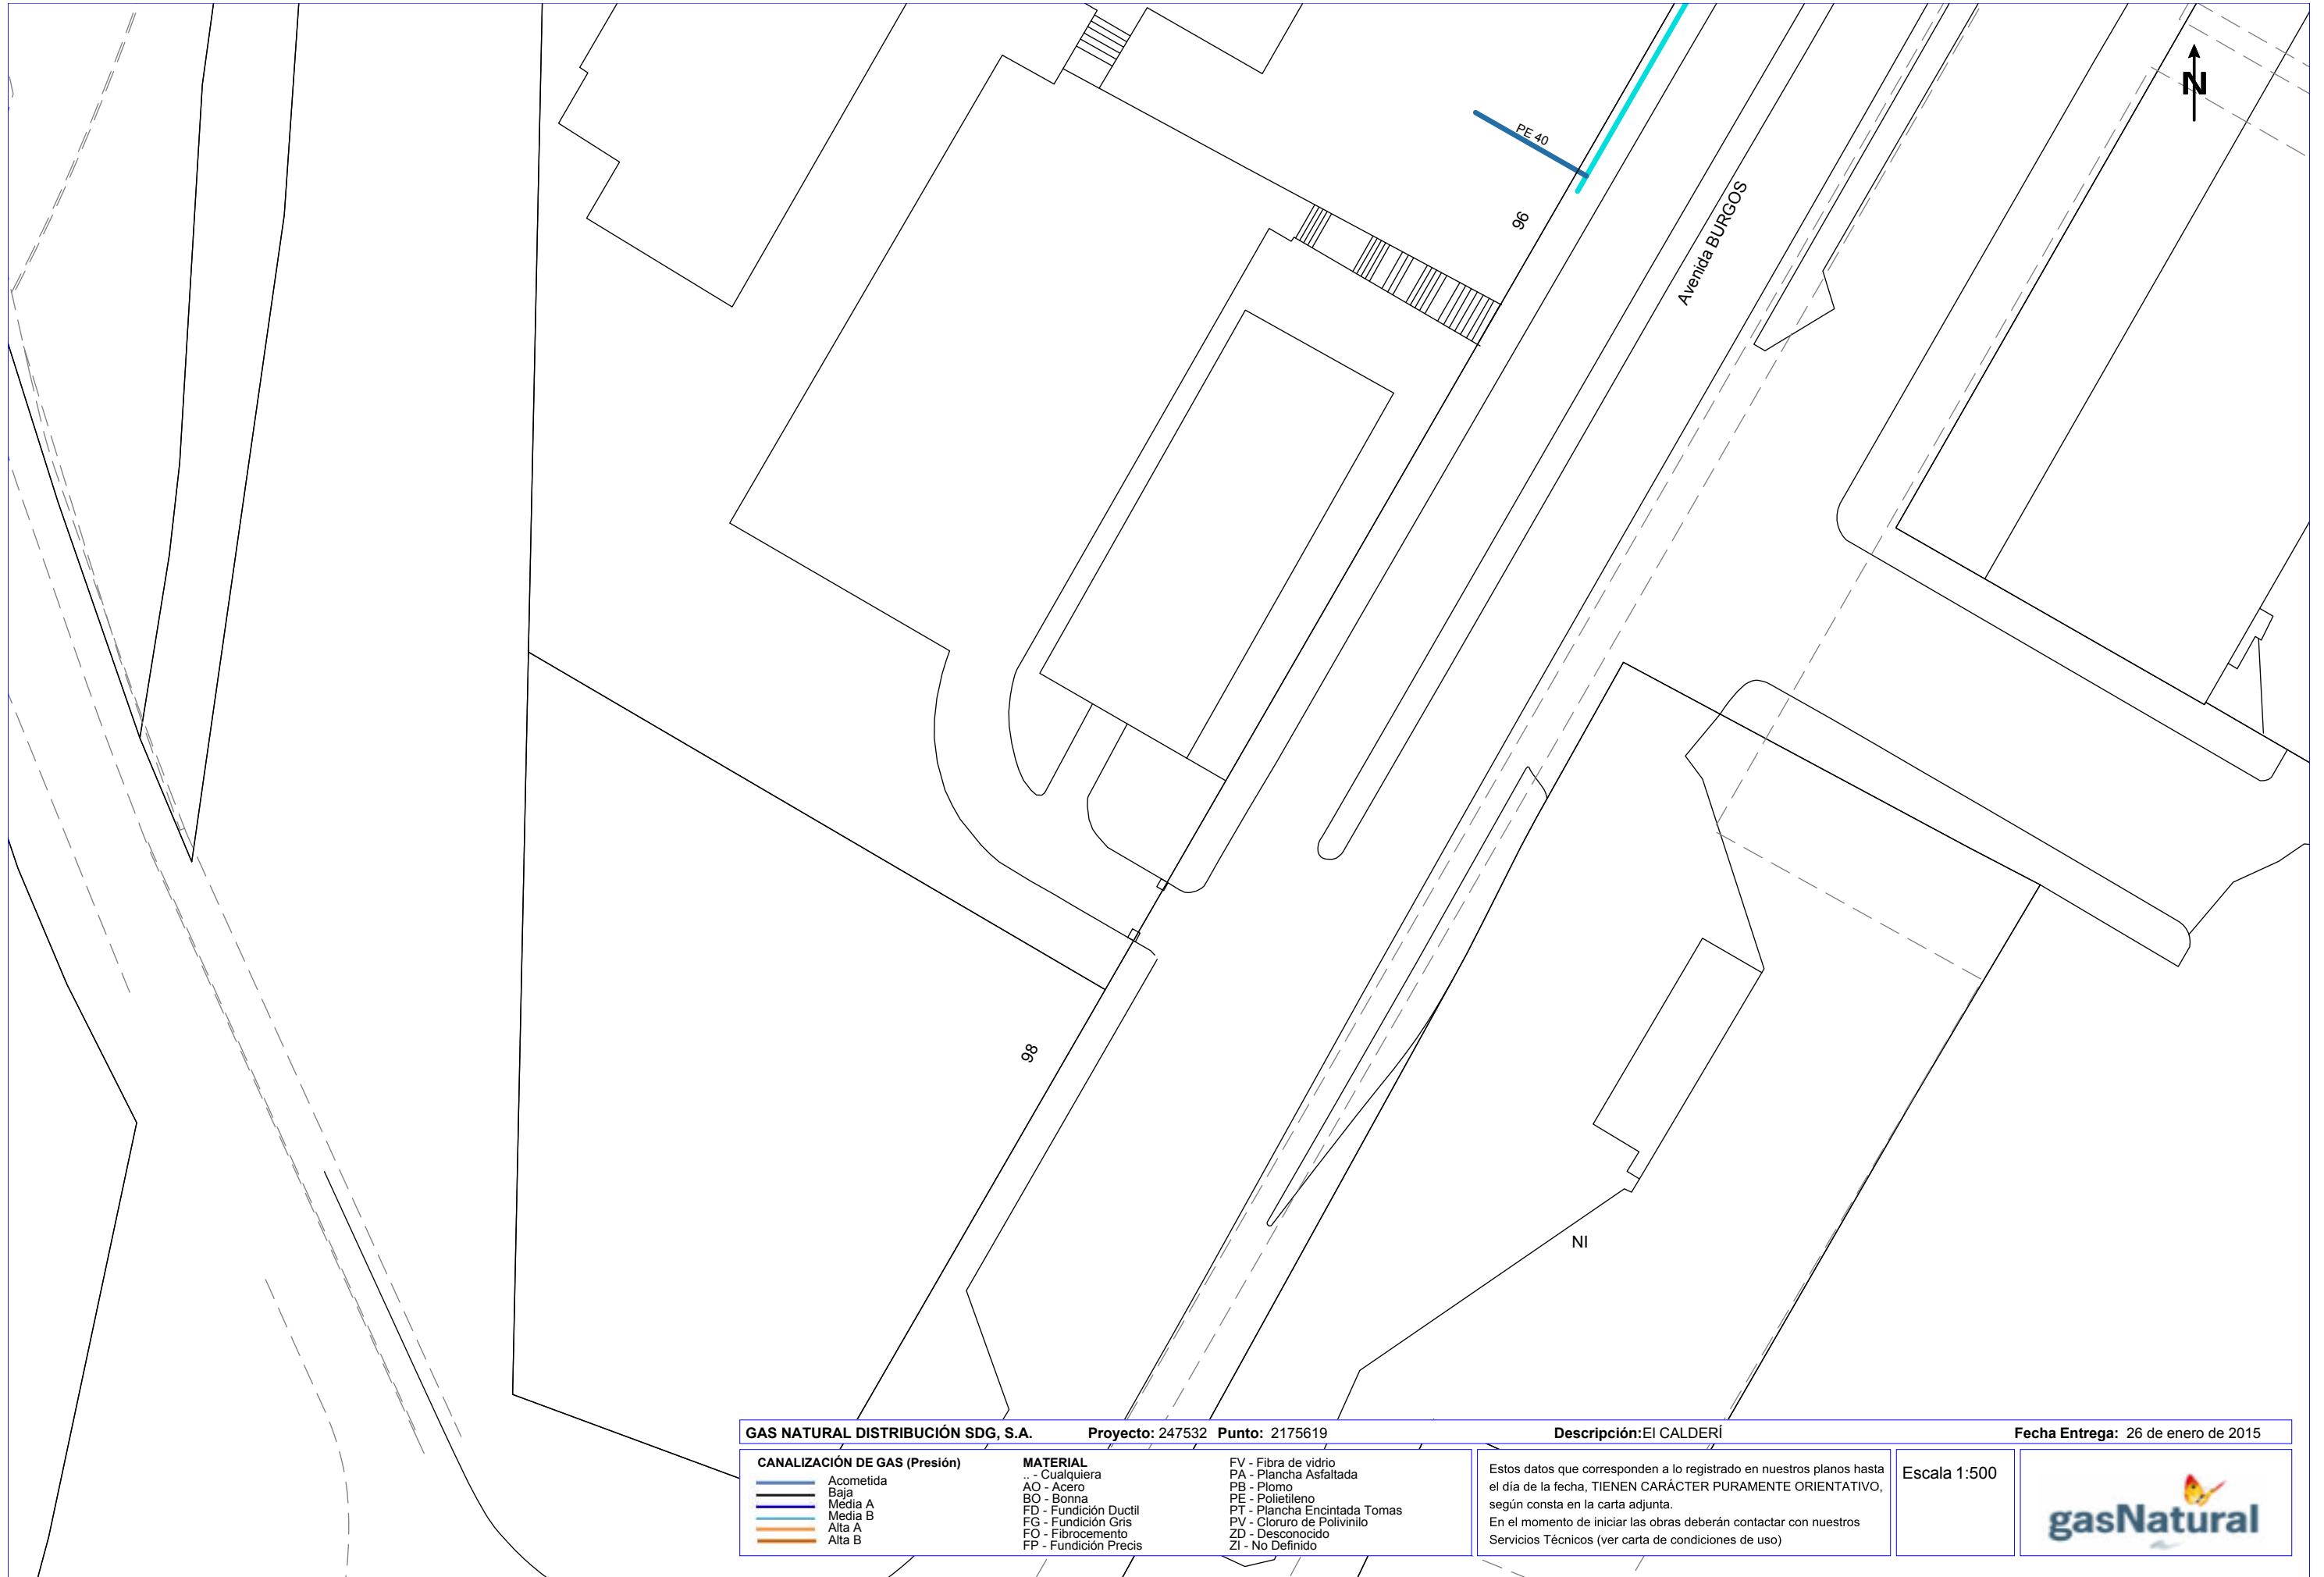 N
PE 40
96
Avenida BURGOS
98
NI
GAS NATURAL DISTRIBUCIÓN SDG, S.A. Proyecto: 247532 Punto: 2175619 Descripción:El CALDERÍ Fecha Entrega: 26 de enero de 2015
CANALIZACIÓN DE GAS (Presión)
Acometida
Baja
Media A
Media B
Alta A
Alta B
MATERIAL
.. - Cualquiera
AO - Acero
BO - Bonna
FD - Fundición Ductil
FG - Fundición Gris
FO - Fibrocemento
FP - Fundición Precis
FV - Fibra de vidrio
PA - Plancha Asfaltada
PB - Plomo
PE - Polietileno
PT - Plancha Encintada Tomas
PV - Cloruro de Polivinilo
ZD - Desconocido
ZI - No Definido
Estos datos que corresponden a lo registrado en nuestros planos hasta
el día de la fecha, TIENEN CARÁCTER PURAMENTE ORIENTATIVO,
según consta en la carta adjunta.
En el momento de iniciar las obras deberán contactar con nuestros
Servicios Técnicos (ver carta de condiciones de uso)
Escala 1:500
gasNatural